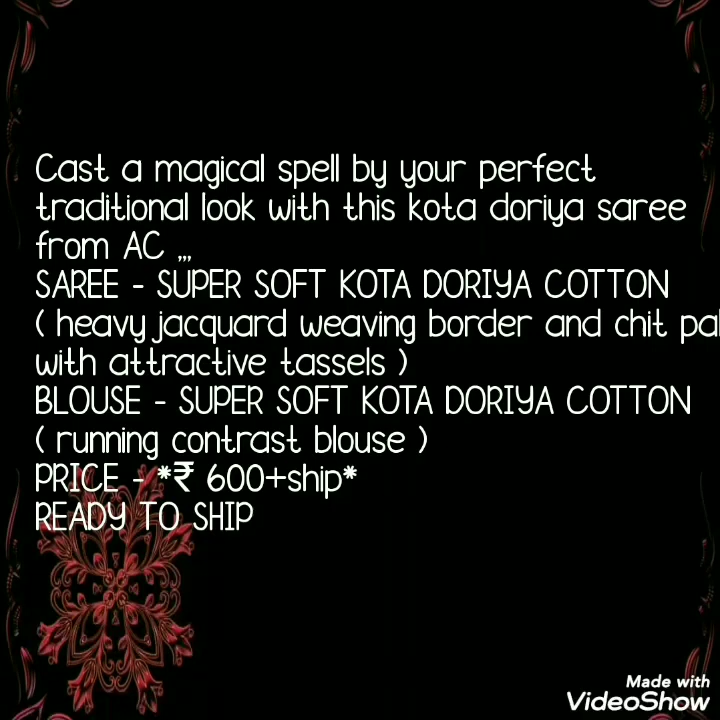 Cast a magical spell by your perfect
traditional look with this kota doriya saree
from AC ,,,
SAREE - SUPER SOFT KOTA DORIYA COTTON
( heavy jacquard weaving border and chit
with attractive tassels )
BLOUSE - SUPER SOFT KOTA DORIYA COTTON
( running contrast blouse )
PRICE - *₹ 600+ship*
READY TO SHIP
Made with
VideoShow